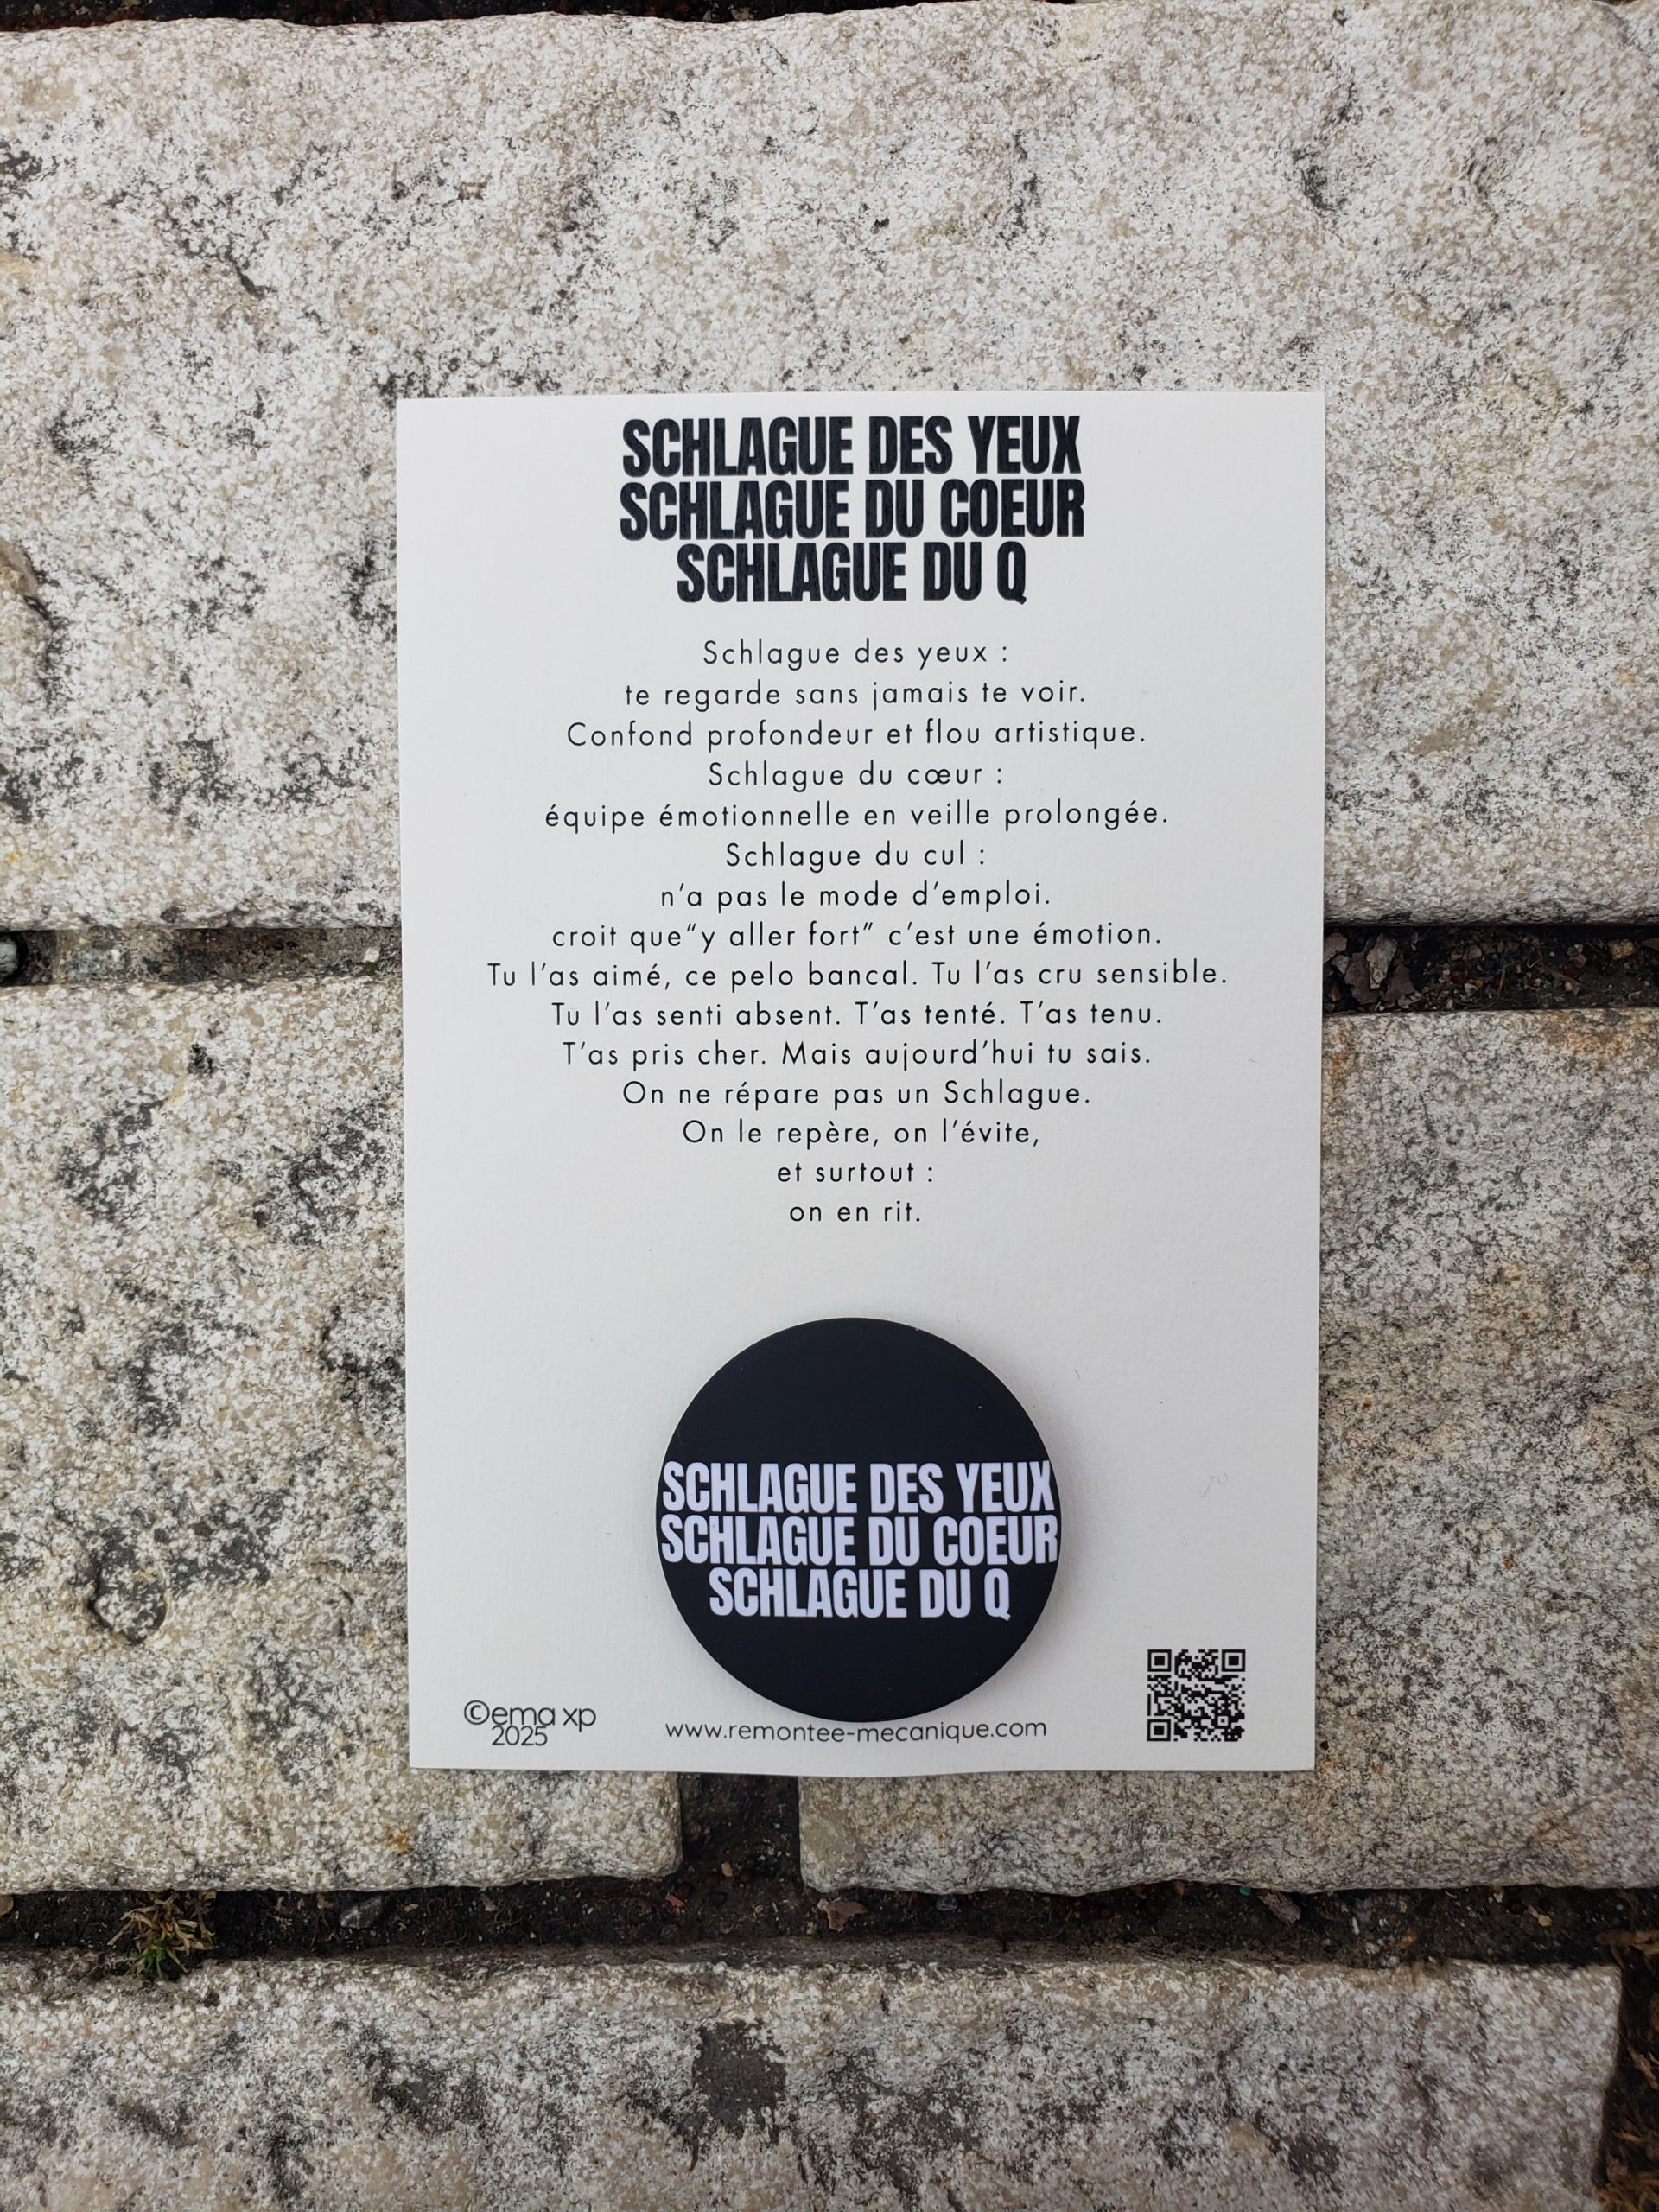 SCHLAGUE DES YEUX
SCHLAGUE DU COEUR
SCHLAGUE DU Q
Schlague des yeux :
te regarde sans jamais te voir.
Confond profondeur et flou artistique.
Schlague du cœur :
équipe émotionnelle en veille prolongée.
Schlague du cul :
n’a pas le mode d’emploi.
croit que“y aller fort” c’est une émotion.
Tu l’as aimé, ce pelo bancal. Tu l’as cru sensible.
Tu l’as senti absent. T’as tenté. T’as tenu.
T’as pris cher. Mais aujourd’hui tu sais.
On ne répare pas un Schlague.
On le repère, on l’évite,
et surtout :
on en rit.
SCHLAGUE DES YEUX
SCHLAGUE DU COEUR
SCHLAGUE DU Q
©ema xp
2025
www.remontee-mecanique.com